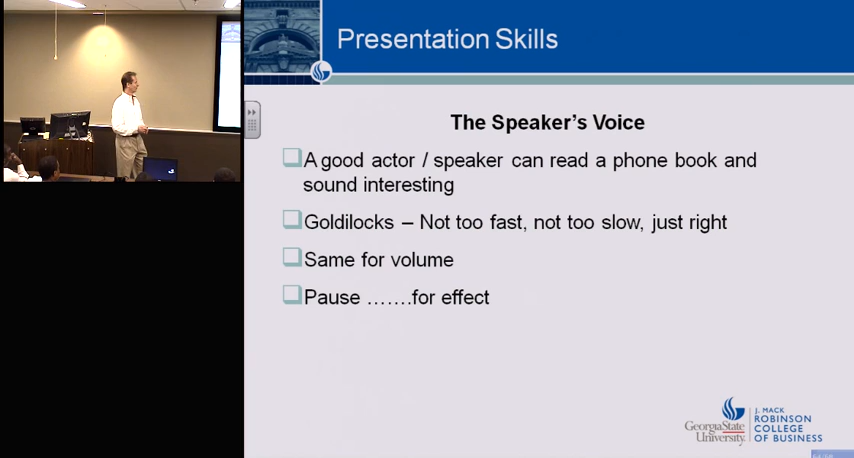 Presentation Skills
The Speaker's Voice
A good actor / speaker can read a phone book and
sound interesting
Goldilocks – Not too fast, not too slow, just right
Same for volume
Pause …….for effect
GeorgiaState
University
J. MACK
ROBINSON
COLLEGE
OF BUSINESS